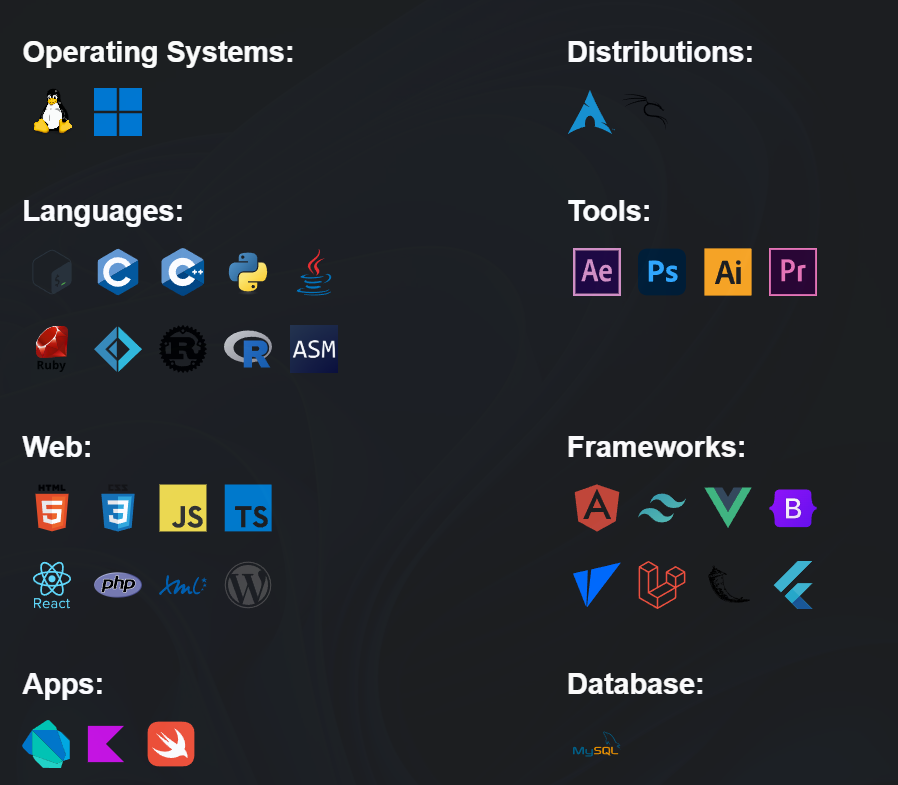 Operating Systems:
Distributions:
Languages:
Tools:
C
C++
Ae
Ps
Ai
Pr
Ruby
R
R
ASM
Web:
Frameworks:
HTML
5
CSS
3
JS
TS
A
B
React
php
xml:
W
Apps:
Database:
MySQL